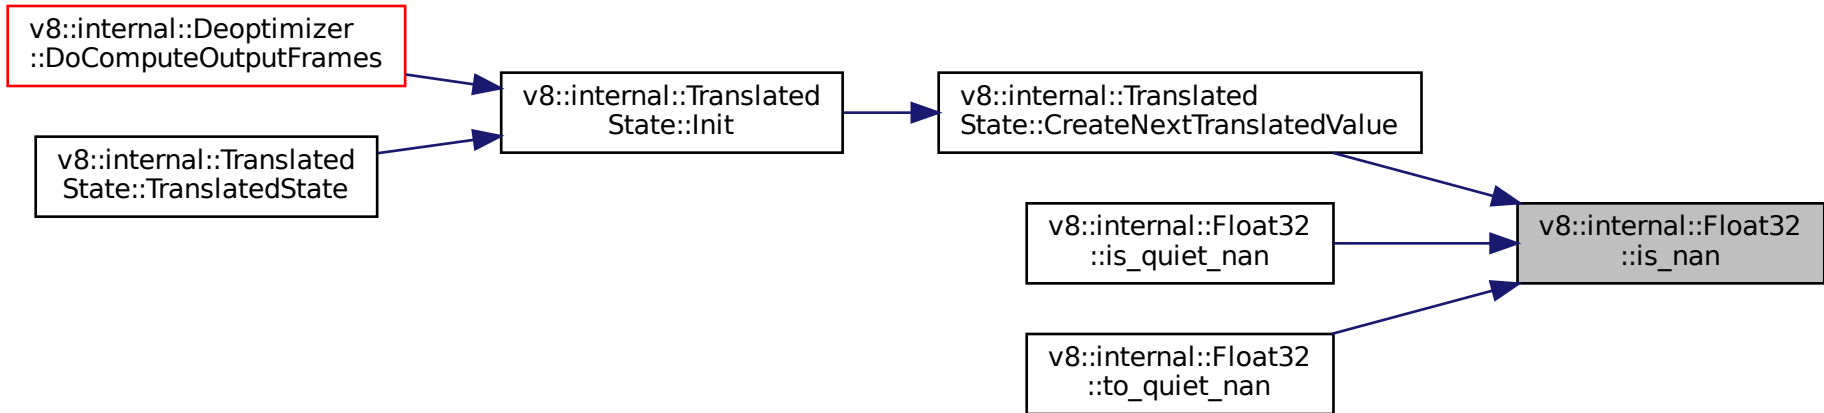 v8::internal::Deoptimizer
::DoComputeOutputFrames
v8::internal::Translated
State::TranslatedState
v8::internal::Translated
State::Init
v8::internal::Translated
State::CreateNextTranslatedValue
v8::internal::Float32
::is_quiet_nan
v8::internal::Float32
::to_quiet_nan
v8::internal::Float32
::is_nan